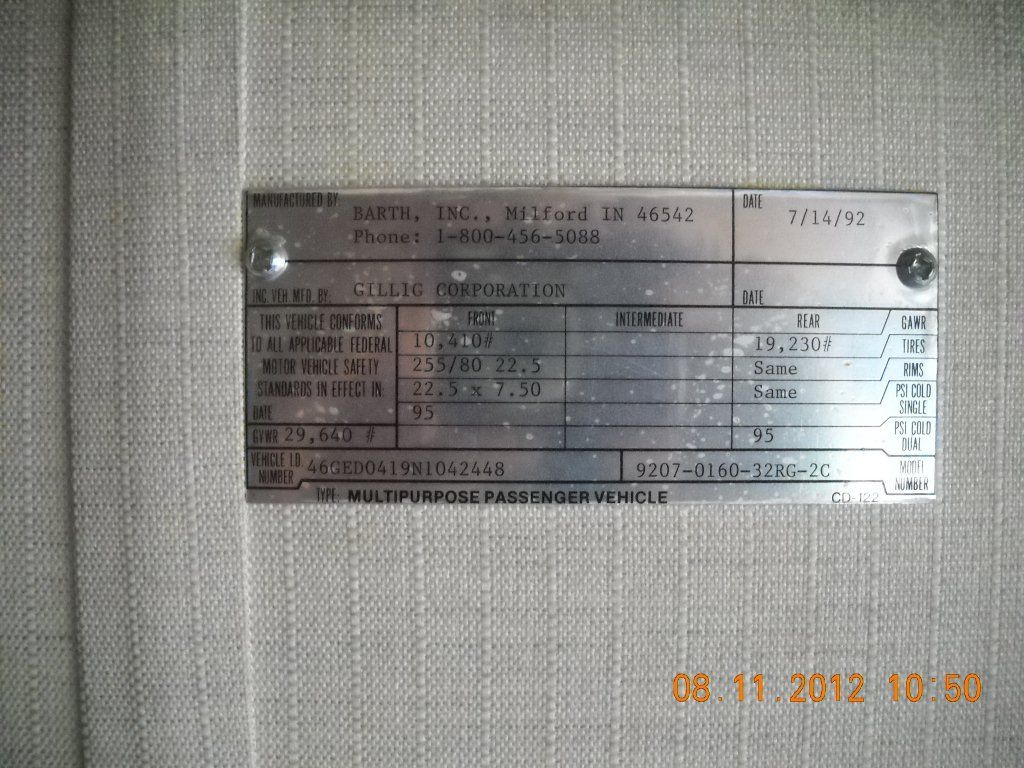 MANUFACTURED BY: BARTH, INC., Milford IN 46542
Phone: 1-800-456-5088
DATE 7/14/92
INC. VEH. MFD. BY: GILLIG CORPORATION
DATE
THIS VEHICLE CONFORMS
TO ALL APPLICABLE FEDERAL
MOTOR VEHICLE SAFETY
STANDARDS IN EFFECT IN:
DATE
FRONT INTERMEDIATE REAR GAWR
10,410# 19,230# TIRES
255/80 22.5 Same RIMS
22.5 x 7.50 Same PSI COLD SINGLE
95
95 PSI COLD DUAL
GVWR 29,640 #
VEHICLE I.D. NUMBER 46GED0419N1042448
9207-0160-32RG-2C MODEL NUMBER
TYPE: MULTIPURPOSE PASSENGER VEHICLE CD-122
08.11.2012 10:50